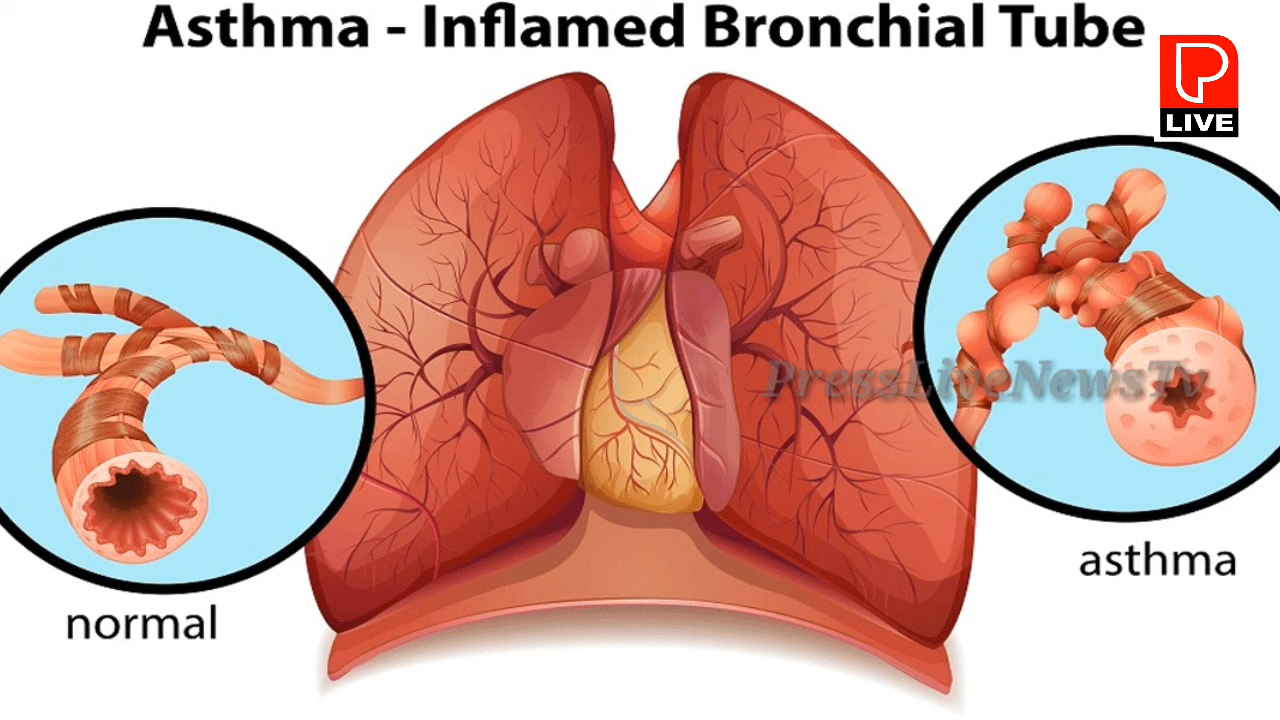 Asthma - Inflamed Bronchial Tube
P
LIVE
PressLiveNewsTv
asthma
normal